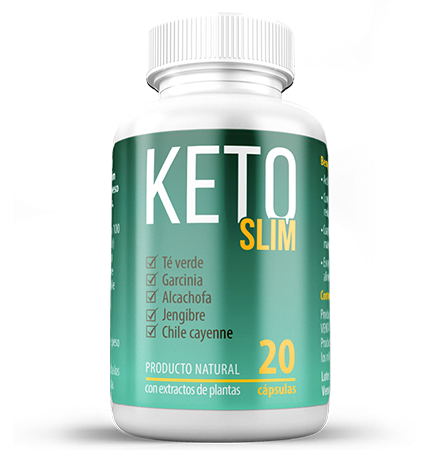 KETO
SLIM
Té verde
Garcinia
Alcachofa
Jengibre
Chile cayenne
PRODUCTO NATURAL
con extractos de plantas
20
cápsulas